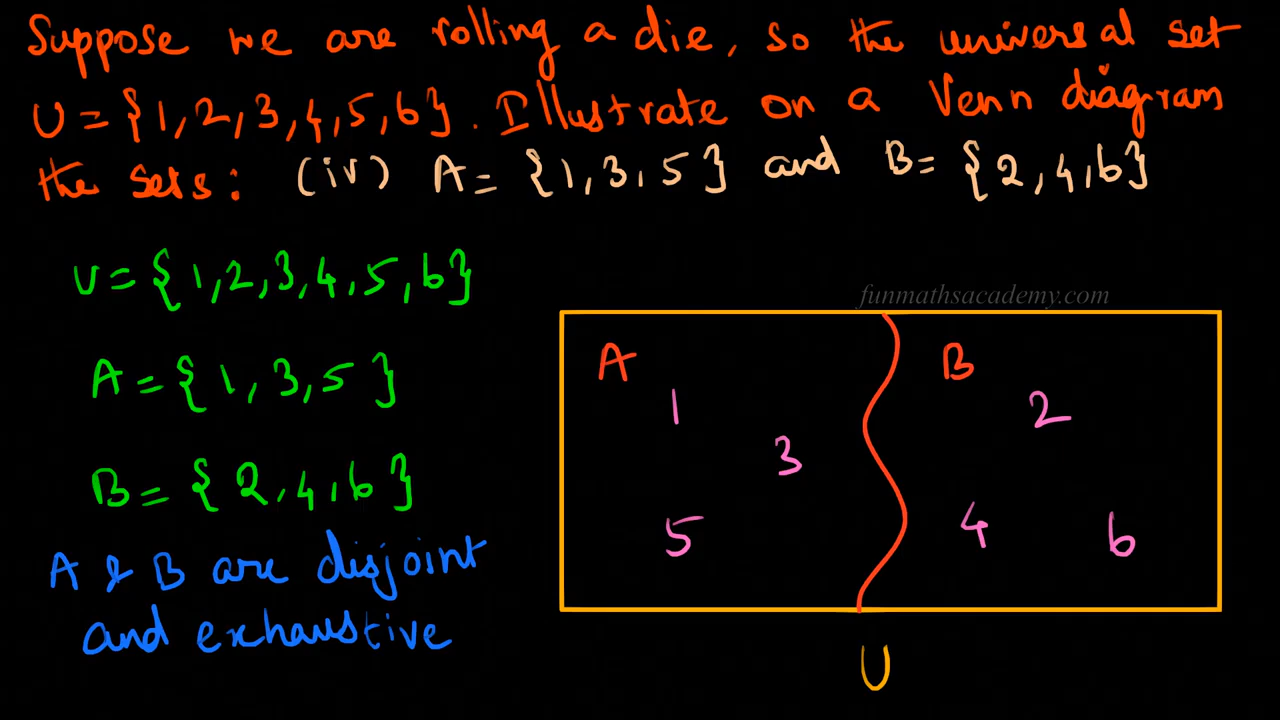 Suppose we are rolling a die, so the universal set
U = {1, 2, 3, 4, 5, 6}. Illustrate on a Venn diagram
the sets: (iv) A = {1, 3, 5} and B = {2, 4, 6}
U = {1, 2, 3, 4, 5, 6}
funmathsacademy.com
A = {1, 3, 5}
B = {2, 4, 6}
A & B are disjoint
and exhaustive
A
B
1
2
3
5
4
6
U